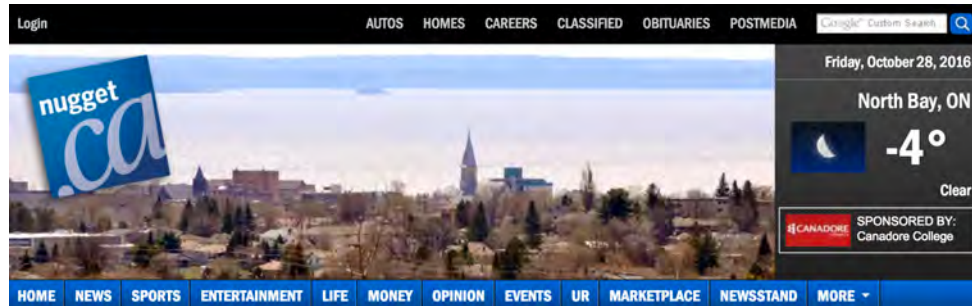 Login
AUTOS HOMES CAREERS CLASSIFIED OBITUARIES POSTMEDIA Google™ Custom Search
Friday, October 28, 2016
nugget
.ca
North Bay, ON
-4°
Clear
CANADORE
SPONSORED BY:
Canadore College
HOME NEWS SPORTS ENTERTAINMENT LIFE MONEY OPINION EVENTS UR MARKETPLACE NEWSSTAND MORE